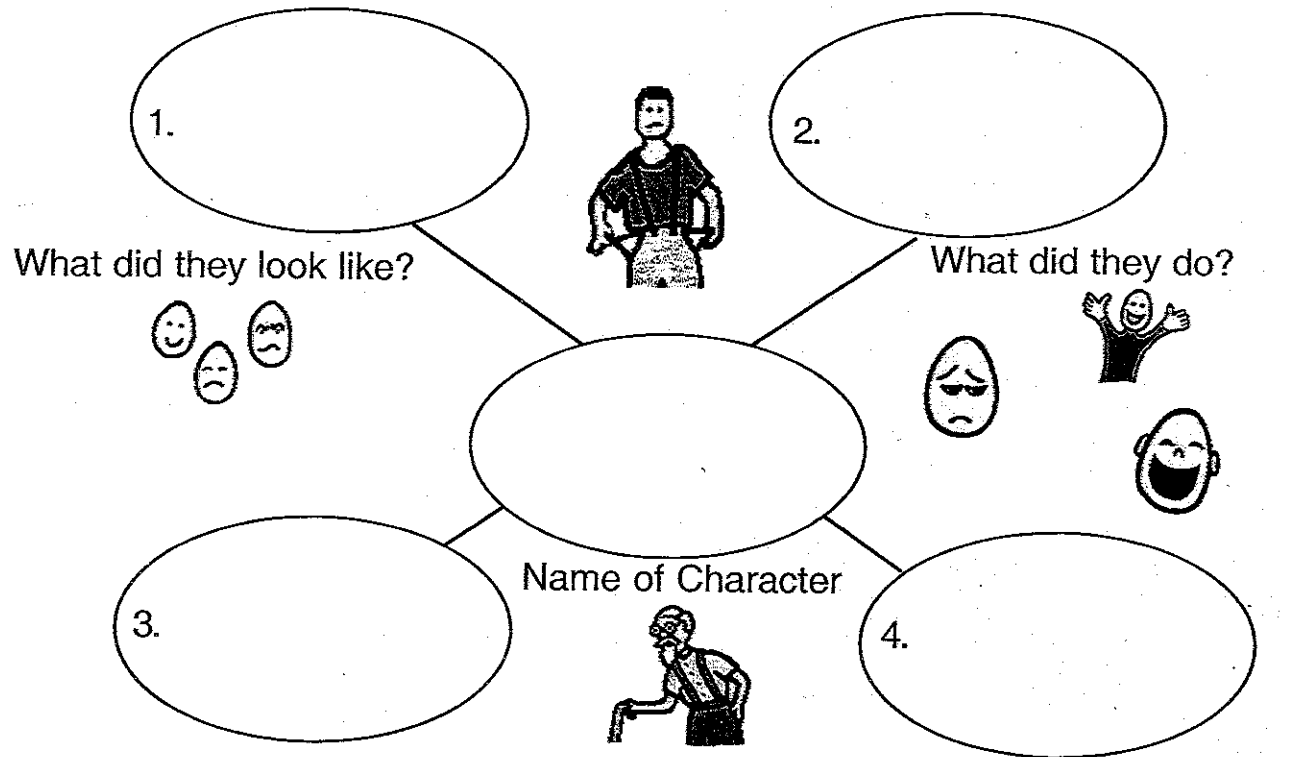 1.
2.
What did they look like?
What did they do?
Name of Character
3.
4.